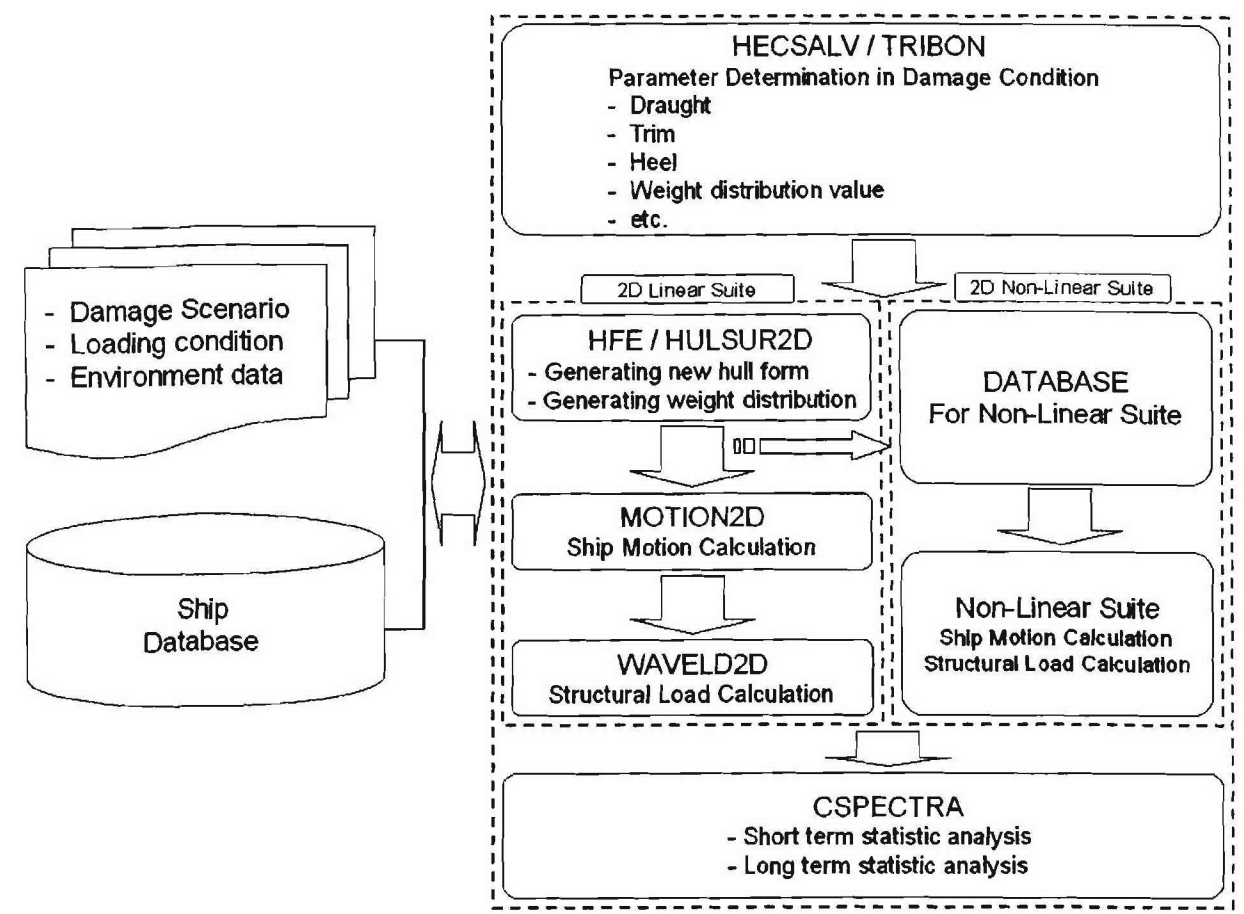 HECSALV / TRIBON
Parameter Determination in Damage Condition
- Draught
- Trim
- Heel
- Weight distribution value
- etc.
- Damage Scenario
- Loading condition
- Environment data
Ship
Database
2D Linear Suite
HFE / HULSUR2D
- Generating new hull form
- Generating weight distribution
MOTION2D
Ship Motion Calculation
WAVELD2D
Structural Load Calculation
2D Non-Linear Suite
DATABASE
For Non-Linear Suite
Non-Linear Suite
Ship Motion Calculation
Structural Load Calculation
CSPECTRA
- Short term statistic analysis
- Long term statistic analysis